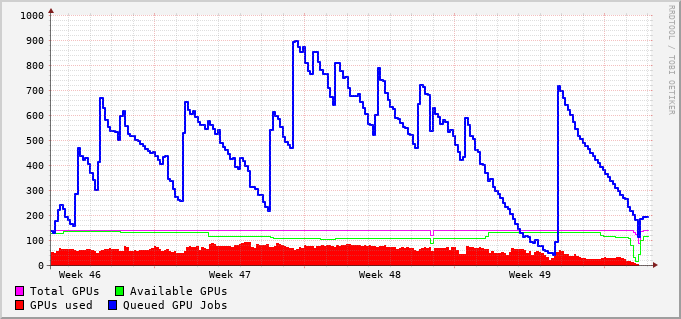 1000
900
800
700
600
500
400
300
200
100
0
Week 46 Week 47 Week 48 Week 49
Total GPUs Available GPUs
GPUs used Queued GPU Jobs
RRDTOOL / TOBI OETIKER